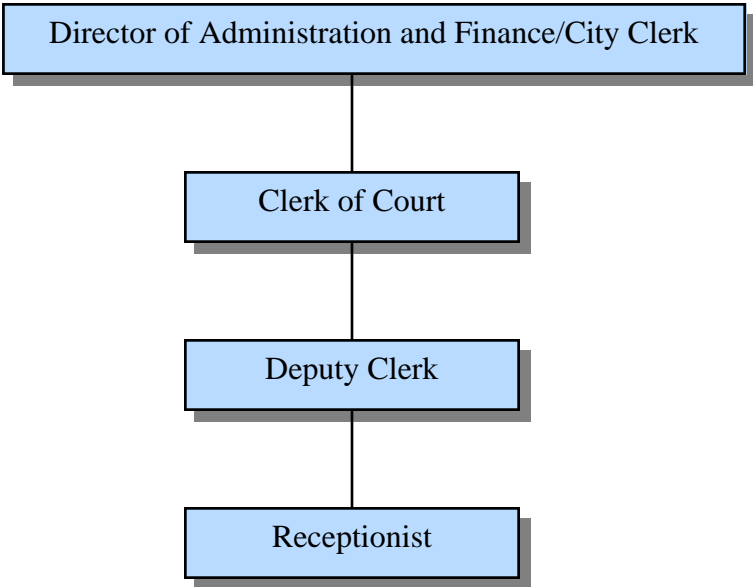 Director of Administration and Finance/City Clerk
Clerk of Court
Deputy Clerk
Receptionist